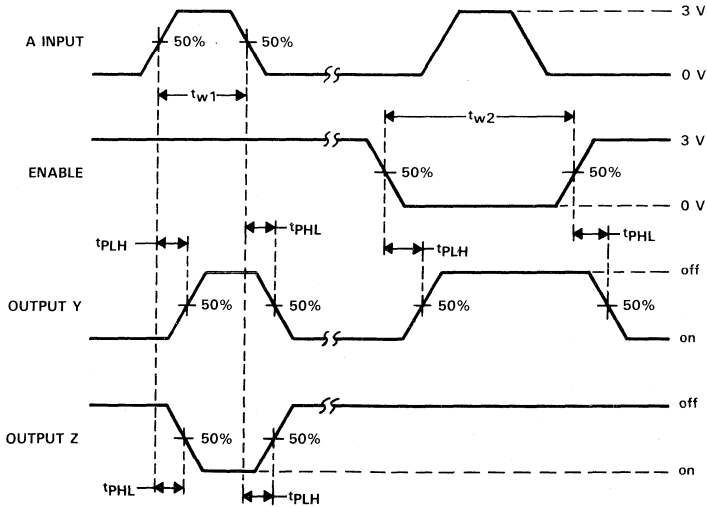 3 V
A INPUT
50%
50%
0 V
tw1
tw2
3 V
ENABLE
50%
50%
0 V
tPLH
tPHL
tPLH
tPHL
off
OUTPUT Y
50%
50%
50%
50%
on
off
OUTPUT Z
50%
50%
on
tPHL
tPLH